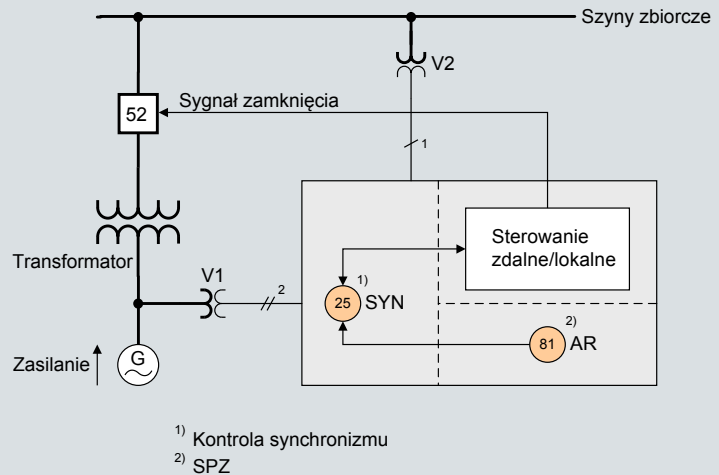 Szyny zbiorcze
V2
52
Sygnał zamknięcia
1
Sterowanie
zdalne/lokalne
Transformator
V1
2
1)
25 SYN
2)
81 AR
Zasilanie
G
1) Kontrola synchronizmu
2) SPZ